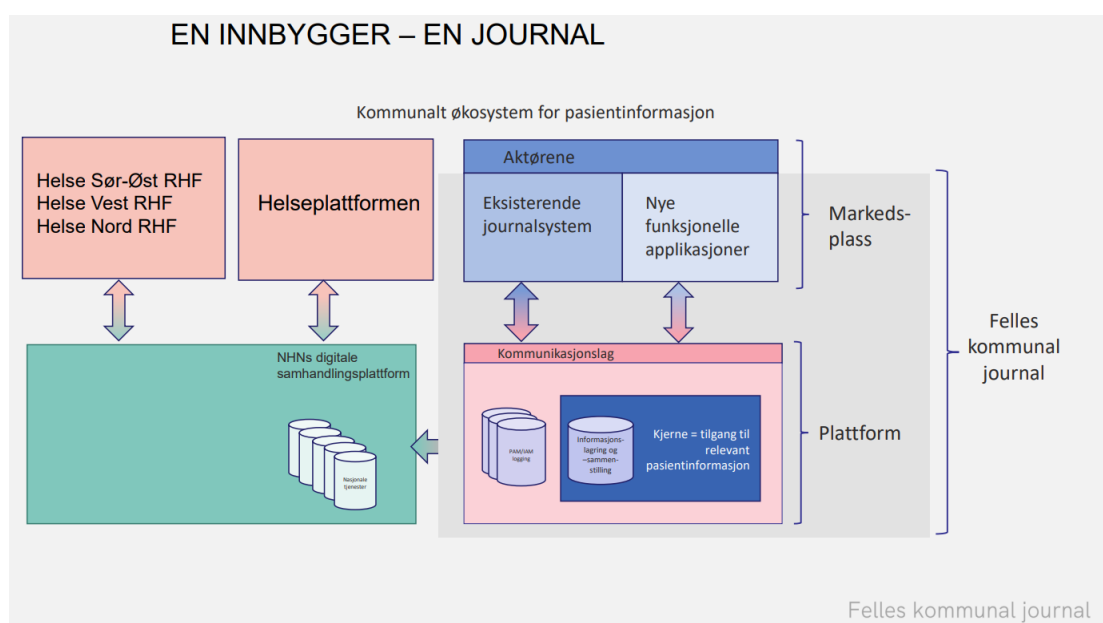 EN INNBYGGER – EN JOURNAL
Kommunalt økosystem for pasientinformasjon
Helse Sør-Øst RHF
Helse Vest RHF
Helse Nord RHF
Helseplattformen
Aktørene
Eksisterende
journalsystem
Nye
funksjonelle
applikasjoner
Markeds-
plass
NHNs digitale
samhandlingsplattform
Nasjonale
tjenester
Kommunikasjonslag
PAM/IAM
logging
Informasjons-
lagring og
–sammen-
stilling
Kjerne = tilgang til
relevant
pasientinformasjon
Plattform
Felles
kommunal
journal
Felles kommunal journal